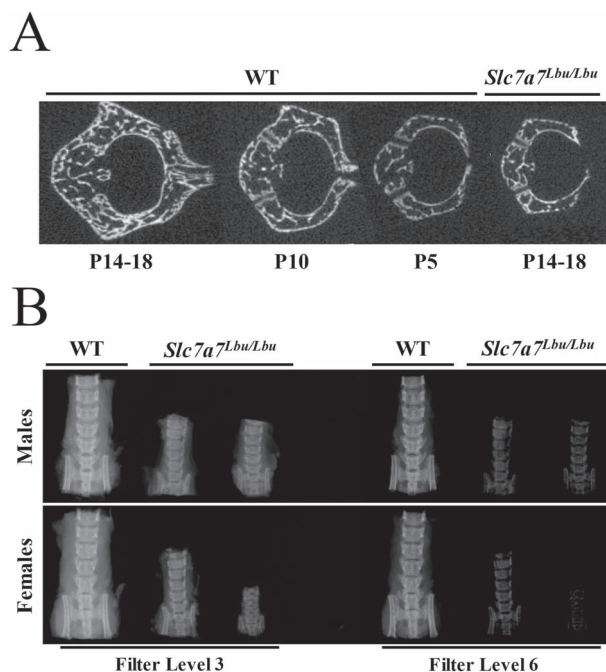 A
WT Slc7a7Lbu/Lbu
P14-18 P10 P5 P14-18
B
WT Slc7a7Lbu/Lbu WT Slc7a7Lbu/Lbu
Males
Females
Filter Level 3 Filter Level 6